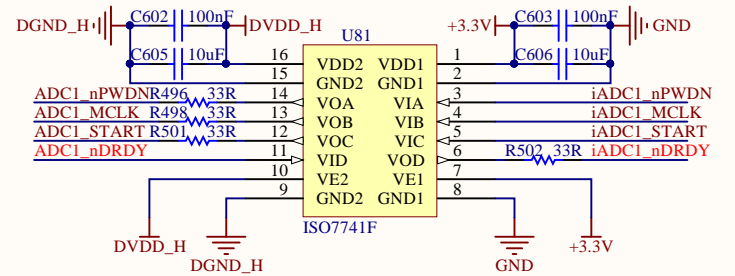 C602 100nF C603 100nF
DGND_H DVDD_H +3.3V GND
C605 10uF U81 C606 10uF
16 VDD2 VDD1 1
15 GND2 GND1 2
ADC1_nPWDN R496 33R 14 VOA VIA 3 iADC1_nPWDN
ADC1_MCLK R498 33R 13 VOB VIB 4 iADC1_MCLK
ADC1_START R501 33R 12 VOC VIC 5 iADC1_START
ADC1_nDRDY 11 VID VOD 6 R502 33R iADC1_nDRDY
10 VE2 VE1 7
9 GND2 GND1 8
ISO7741F
DVDD_H +3.3V
DGND_H GND